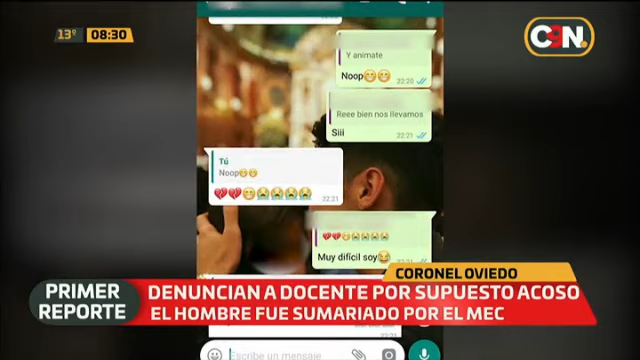 13°
08:30
C9N.
Y animate
Noop😁😁
22:20
Reee bien nos llevamos
Siii
22:21
Tú
Noop😁😁
💔💔😁😭😭😭😭
22:21
💔💔😁😭😭😭😭
Muy difícil soy😂
CORONEL OVIEDO
PRIMER REPORTE
DENUNCIAN A DOCENTE POR SUPUESTO ACOSO
EL HOMBRE FUE SUMARIADO POR EL MEC
Escribe un mensaje